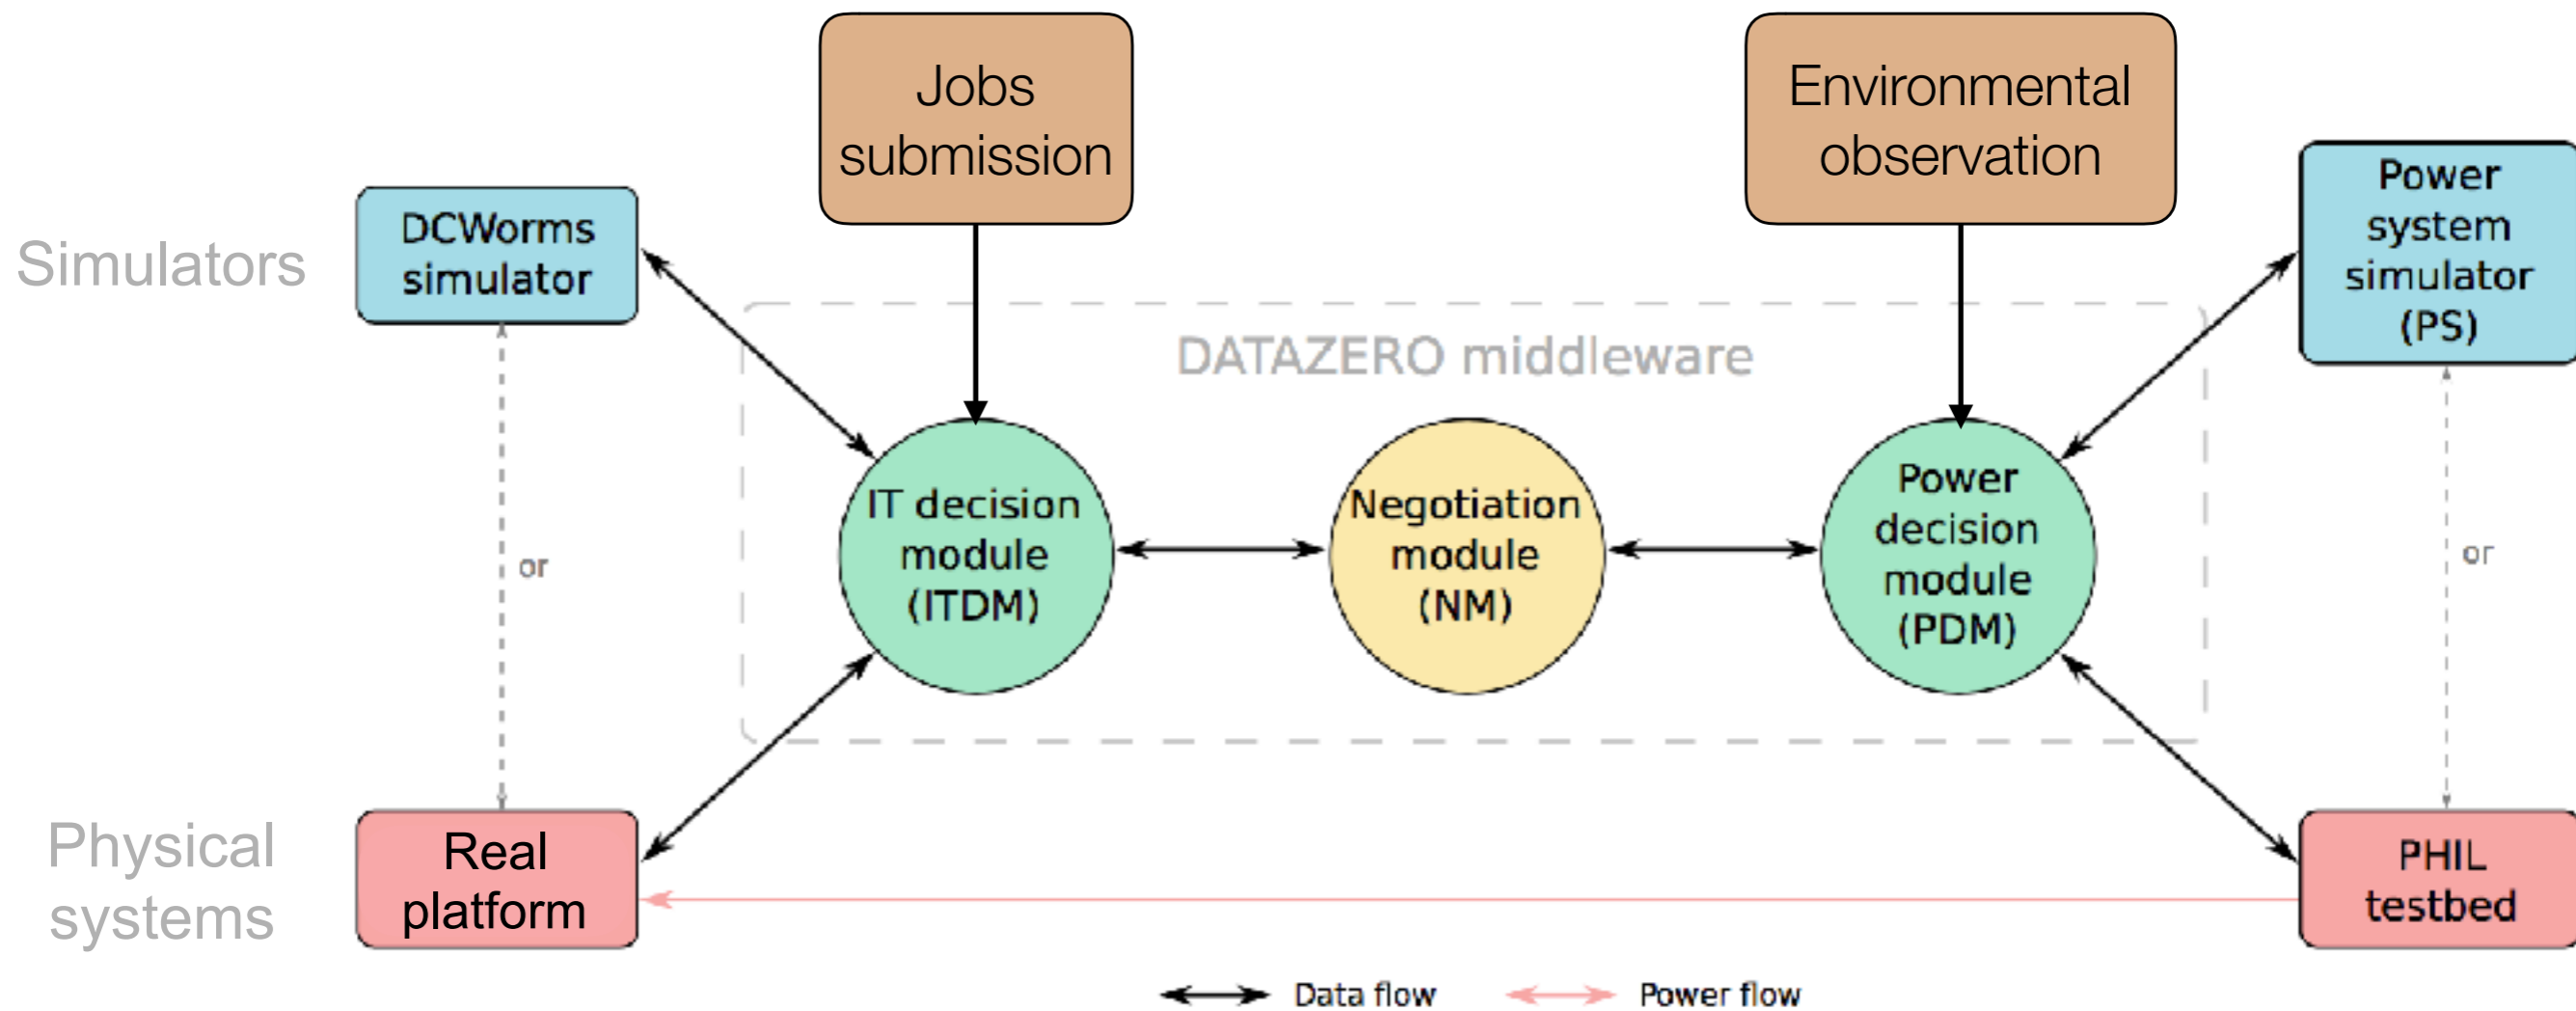 Jobs
submission
Environmental
observation
Simulators
DCWorms
simulator
Power
system
simulator
(PS)
DATAZERO middleware
IT decision
module
(ITDM)
Negotiation
module
(NM)
Power
decision
module
(PDM)
or
or
Physical
systems
Real
platform
PHIL
testbed
Data flow
Power flow